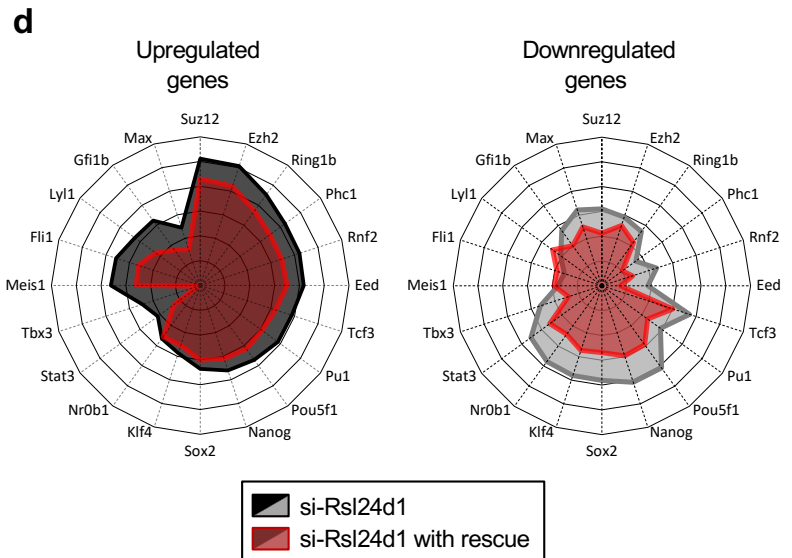 d
Upregulated
genes
Downregulated
genes
Suz12
Ezh2
Ring1b
Phc1
Rnf2
Eed
Tcf3
Pu1
Pou5f1
Nanog
Sox2
Klf4
Nr0b1
Stat3
Tbx3
Meis1
Fli1
Lyl1
Gfi1b
Max
Suz12
Ezh2
Ring1b
Phc1
Rnf2
Eed
Tcf3
Pu1
Pou5f1
Nanog
Sox2
Klf4
Nr0b1
Stat3
Tbx3
Meis1
Fli1
Lyl1
Gfi1b
Max
si-Rsl24d1
si-Rsl24d1 with rescue